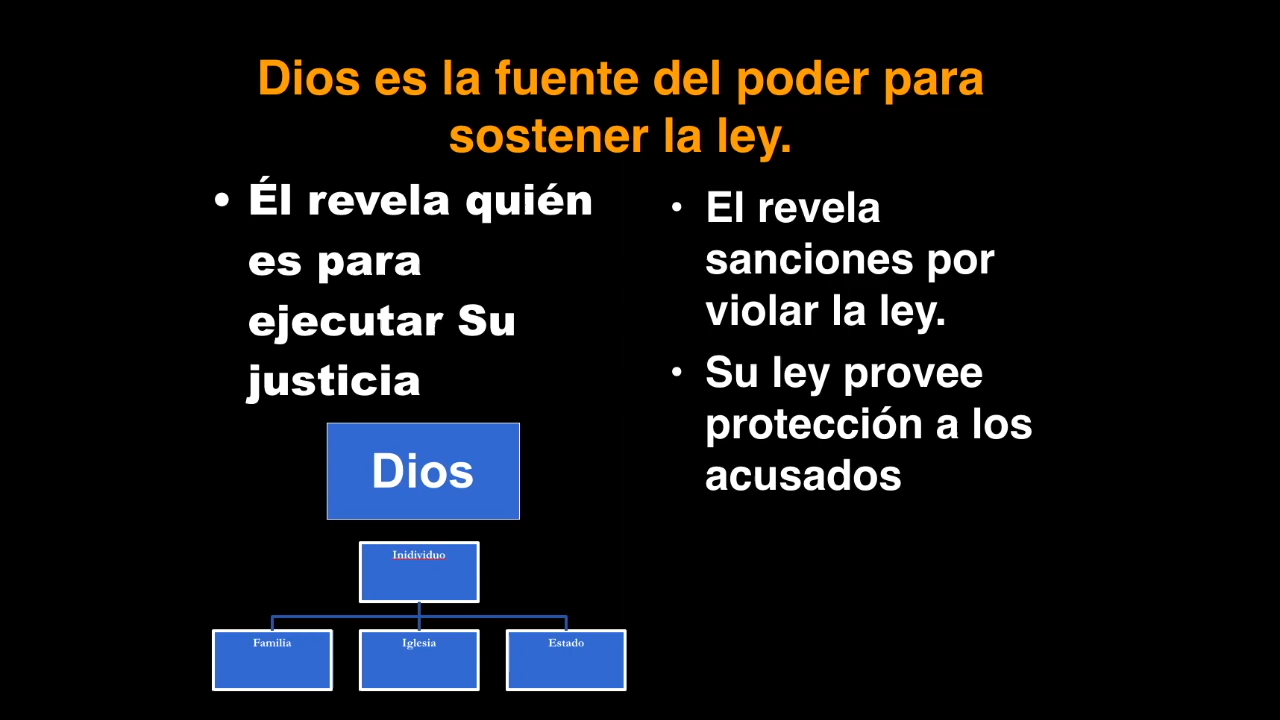 Dios es la fuente del poder para
sostener la ley.
• Él revela quién
es para
ejecutar Su
justicia
• El revela
sanciones por
violar la ley.
• Su ley provee
protección a los
acusados
Dios
Inidividuo
Familia
Iglesia
Estado